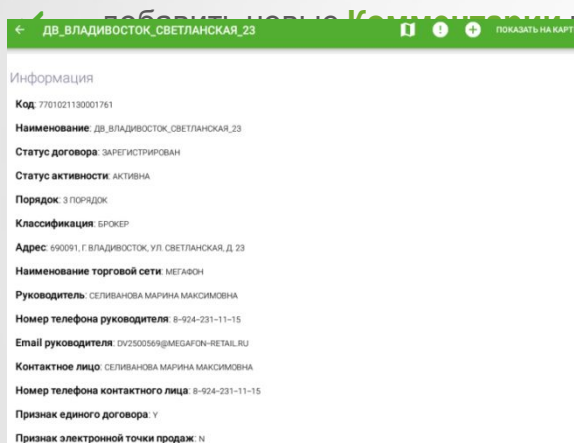 добавить новые Комментарии
ДВ_ВЛАДИВОСТОК_СВЕТЛАНСКАЯ_23
ПОКАЗАТЬ НА КАРТ
Информация
Код: 7701021130001761
Наименование: ДВ_ВЛАДИВОСТОК_СВЕТЛАНСКАЯ_23
Статус договора: ЗАРЕГИСТРИРОВАН
Статус активности: АКТИВНА
Порядок: 3 ПОРЯДОК
Классификация: БРОКЕР
Адрес: 690091, Г. ВЛАДИВОСТОК, УЛ. СВЕТЛАНСКАЯ, Д. 23
Наименование торговой сети: МЕГАФОН
Руководитель: СЕЛИВАНОВА МАРИНА МАКСИМОВНА
Номер телефона руководителя: 8-924-231-11-15
Email руководителя: DV2500569@MEGAFON-RETAIL.RU
Контактное лицо: СЕЛИВАНОВА МАРИНА МАКСИМОВНА
Номер телефона контактного лица: 8-924-231-11-15
Признак единого договора: Y
Признак электронной точки продаж: N